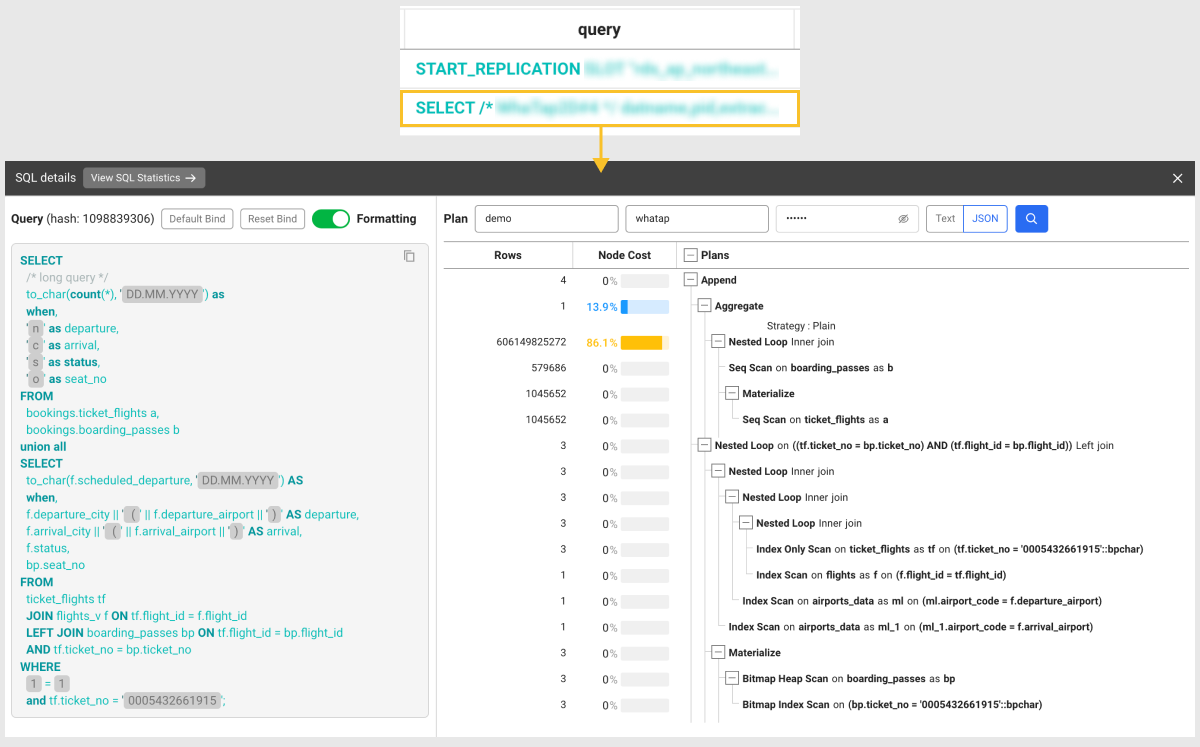 query
START_REPLICATION
SELECT /*
SQL details
View SQL Statistics →
Query (hash: 1098839306)
Default Bind
Reset Bind
Formatting
SELECT
/* long query */
to_char(count(*), 'DD.MM.YYYY') as
when,
'n' as departure,
'c' as arrival,
's' as status,
'o' as seat_no
FROM
bookings.ticket_flights a,
bookings.boarding_passes b
union all
SELECT
to_char(f.scheduled_departure, 'DD.MM.YYYY') AS
when,
f.departure_city || '(' || f.departure_airport || ')' AS departure,
f.arrival_city || '(' || f.arrival_airport || ')' AS arrival,
f.status,
bp.seat_no
FROM
ticket_flights tf
JOIN flights_v f ON tf.flight_id = f.flight_id
LEFT JOIN boarding_passes bp ON tf.flight_id = bp.flight_id
AND tf.ticket_no = bp.ticket_no
WHERE
1 = 1
and tf.ticket_no = '0005432661915';
Plan
demo
whatap
••••••
Text
JSON
Rows Node Cost Plans
4 0% Append
1 13.9% Aggregate
Strategy : Plain
606149825272 86.1% Nested Loop Inner join
579686 0% Seq Scan on boarding_passes as b
1045652 0% Materialize
1045652 0% Seq Scan on ticket_flights as a
3 0% Nested Loop on ((tf.ticket_no = bp.ticket_no) AND (tf.flight_id = bp.flight_id)) Left join
3 0% Nested Loop Inner join
3 0% Nested Loop Inner join
3 0% Nested Loop Inner join
3 0% Index Only Scan on ticket_flights as tf on (tf.ticket_no = '0005432661915'::bpchar)
1 0% Index Scan on flights as f on (f.flight_id = tf.flight_id)
1 0% Index Scan on airports_data as ml on (ml.airport_code = f.departure_airport)
1 0% Index Scan on airports_data as ml_1 on (ml_1.airport_code = f.arrival_airport)
3 0% Materialize
3 0% Bitmap Heap Scan on boarding_passes as bp
3 0% Bitmap Index Scan on (bp.ticket_no = '0005432661915'::bpchar)